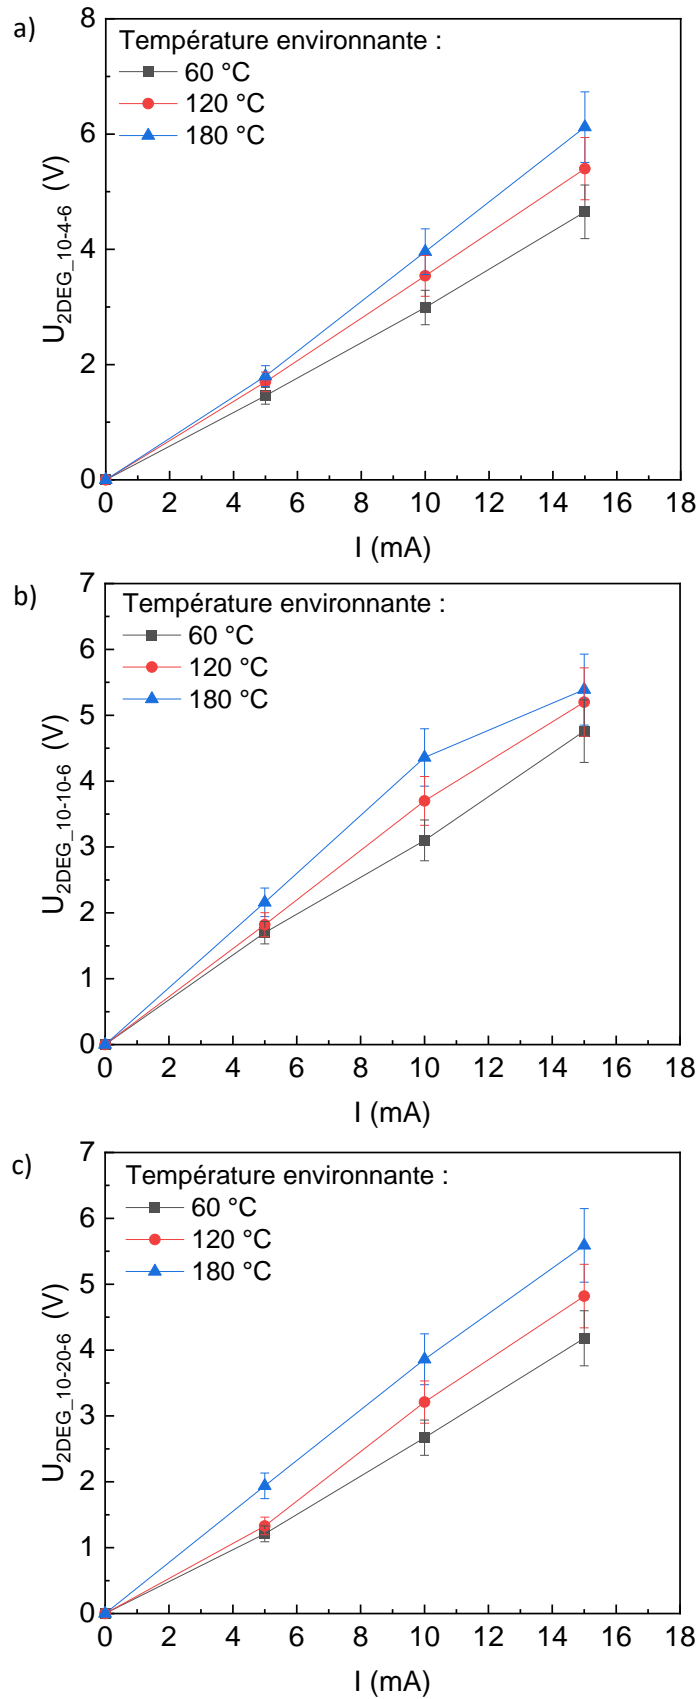 a)
Température environnante :
60 °C
120 °C
180 °C
U2DEG_10-4-6 (V)
8
6
4
2
0
0 2 4 6 8 10 12 14 16 18
I (mA)
b)
Température environnante :
60 °C
120 °C
180 °C
U2DEG_10-10-6 (V)
7
6
5
4
3
2
1
0
0 2 4 6 8 10 12 14 16 18
I (mA)
c)
Température environnante :
60 °C
120 °C
180 °C
U2DEG_10-20-6 (V)
7
6
5
4
3
2
1
0
0 2 4 6 8 10 12 14 16 18
I (mA)